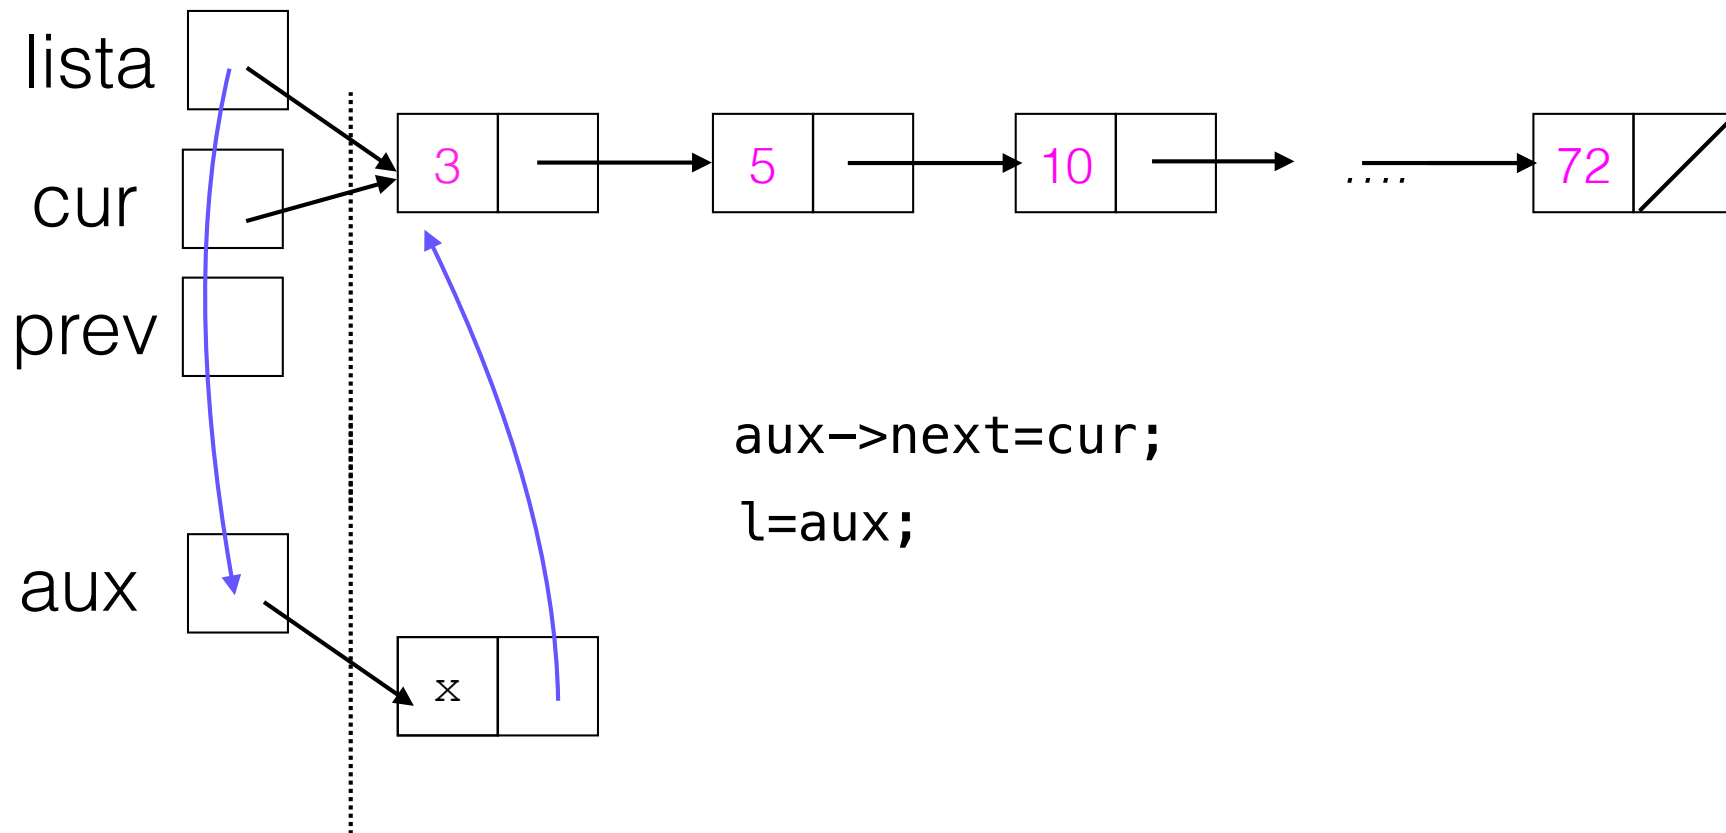 lista
3 5 10 .... 72
cur
prev
aux->next=cur;
l=aux;
aux
x